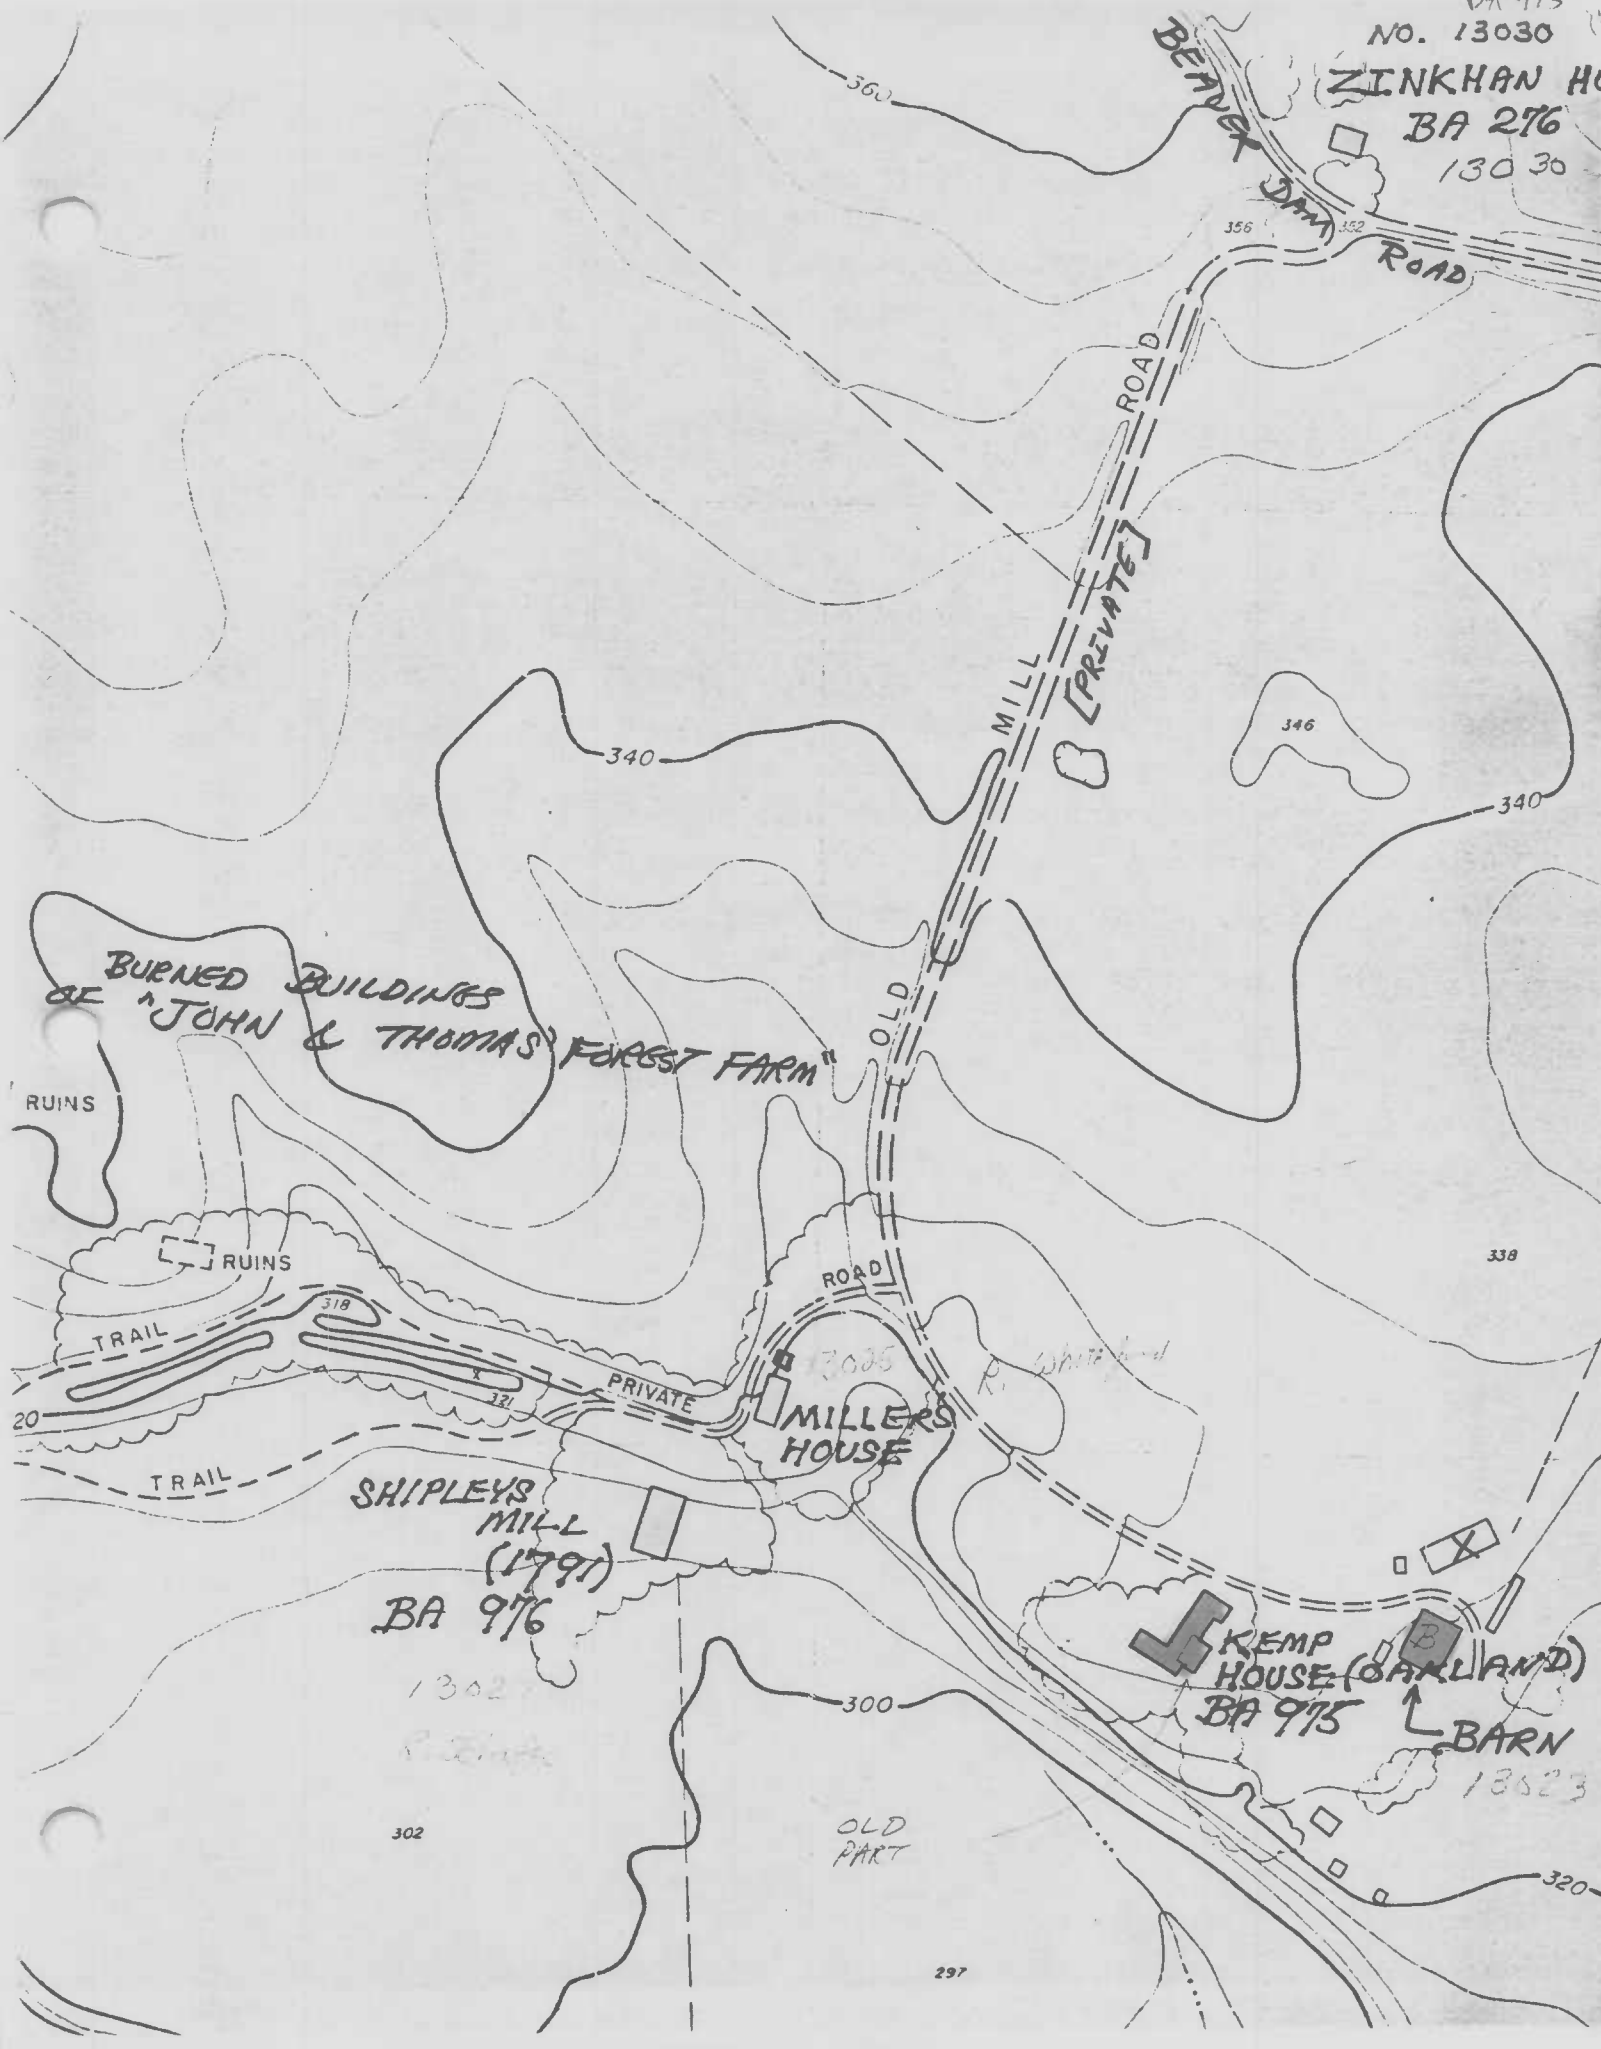 NO. 13030
ZINKHAN
BA 276
13030
BEAVER
DAM
ROAD
360
356
352
ROAD
[PRIVATE]
MILL
346
340
340
OLD
BURNED BUILDINGS
OF "JOHN & THOMAS' FOREST FARM"
RUINS
RUINS
338
ROAD
318
TRAIL
PRIVATE
X
321
20
13025
MILLERS
HOUSE
TRAIL
SHIPLEYS
MILL
(1791)
BA 976
X
B
KEMP
HOUSE (OAKLAND)
BA 975
BARN
13023
300
302
OLD
PART
320
297